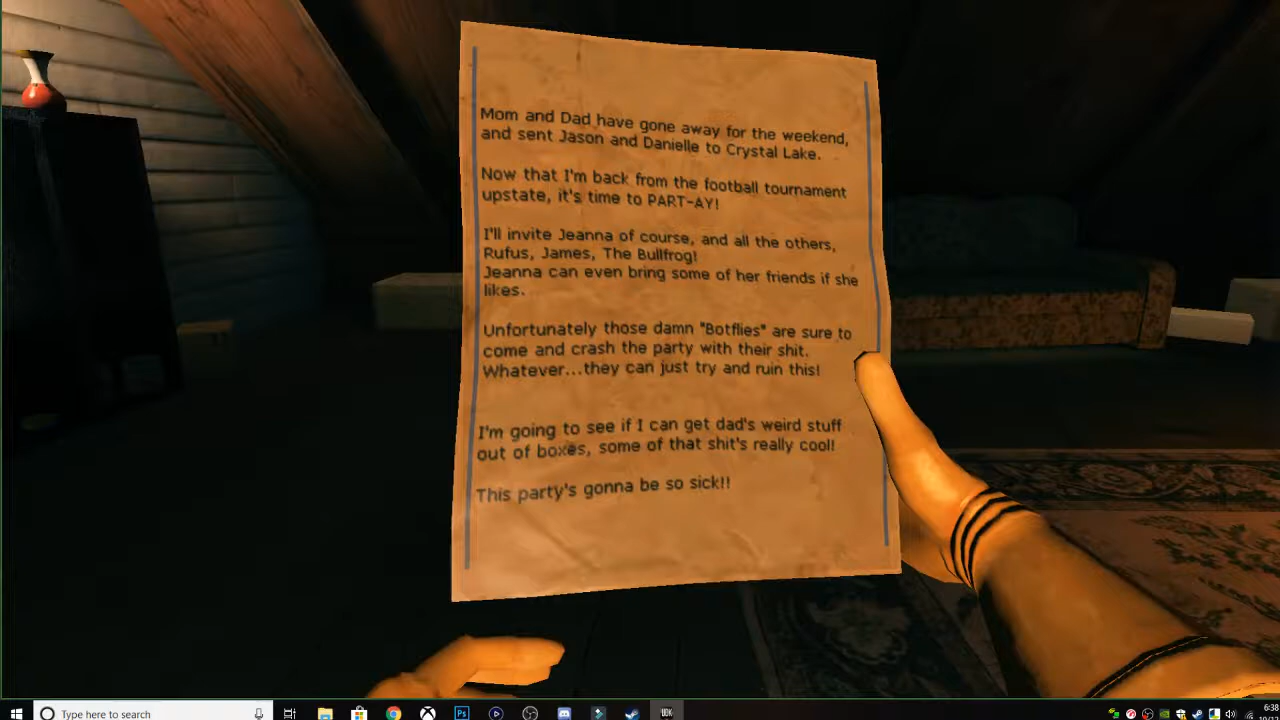 Mom and Dad have gone away for the weekend,
and sent Jason and Danielle to Crystal Lake.
Now that I'm back from the football tournament
upstate, it's time to PART-AY!
I'll invite Jeanna of course, and all the others,
Rufus, James, The Bullfrog!
Jeanna can even bring some of her friends if she
likes.
Unfortunately those damn "Botflies" are sure to
come and crash the party with their shit.
Whatever...they can just try and ruin this!
I'm going to see if I can get dad's weird stuff
out of boxes, some of that shit's really cool!
This party's gonna be so sick!!
Type here to search
Ps
6:38